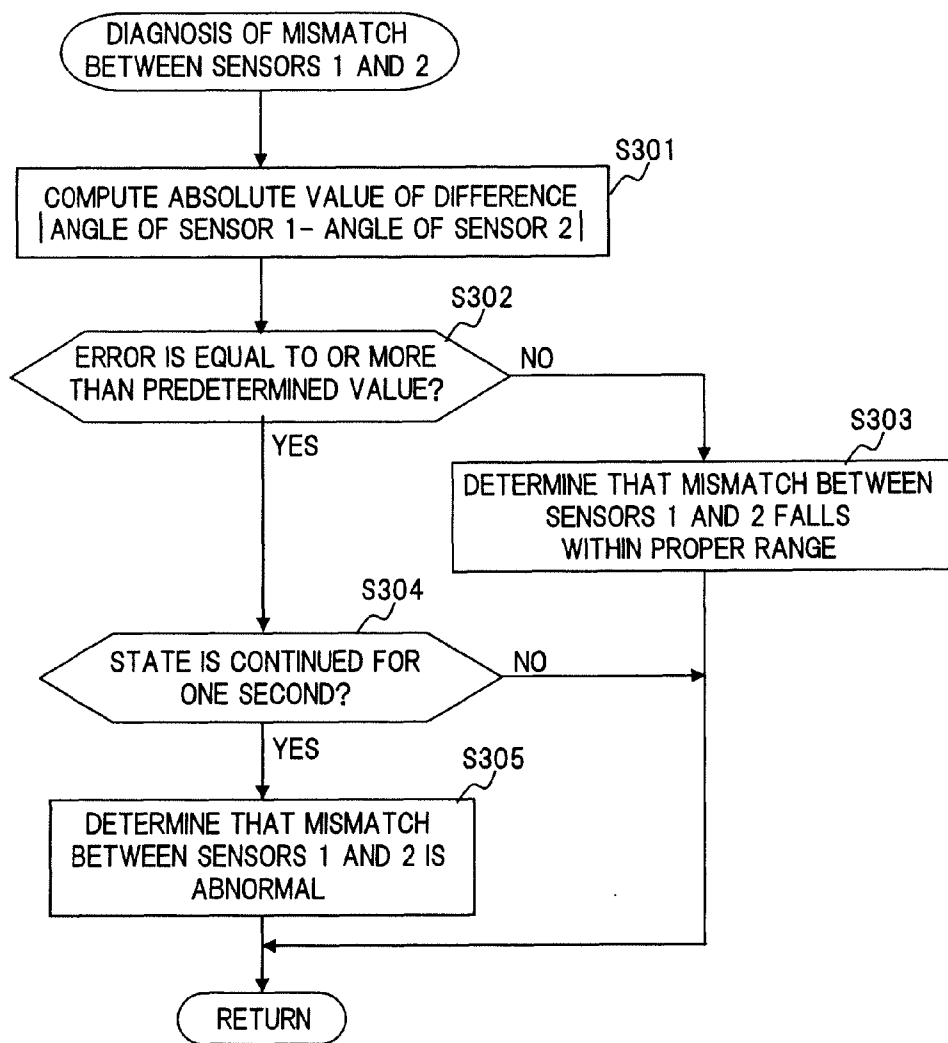 DIAGNOSIS OF MISMATCH
BETWEEN SENSORS 1 AND 2
S301
COMPUTE ABSOLUTE VALUE OF DIFFERENCE
|ANGLE OF SENSOR 1- ANGLE OF SENSOR 2|
S302
ERROR IS EQUAL TO OR MORE
THAN PREDETERMINED VALUE?
NO
YES
S303
DETERMINE THAT MISMATCH BETWEEN
SENSORS 1 AND 2 FALLS
WITHIN PROPER RANGE
S304
STATE IS CONTINUED FOR
ONE SECOND?
NO
YES
S305
DETERMINE THAT MISMATCH
BETWEEN SENSORS 1 AND 2 IS
ABNORMAL
RETURN